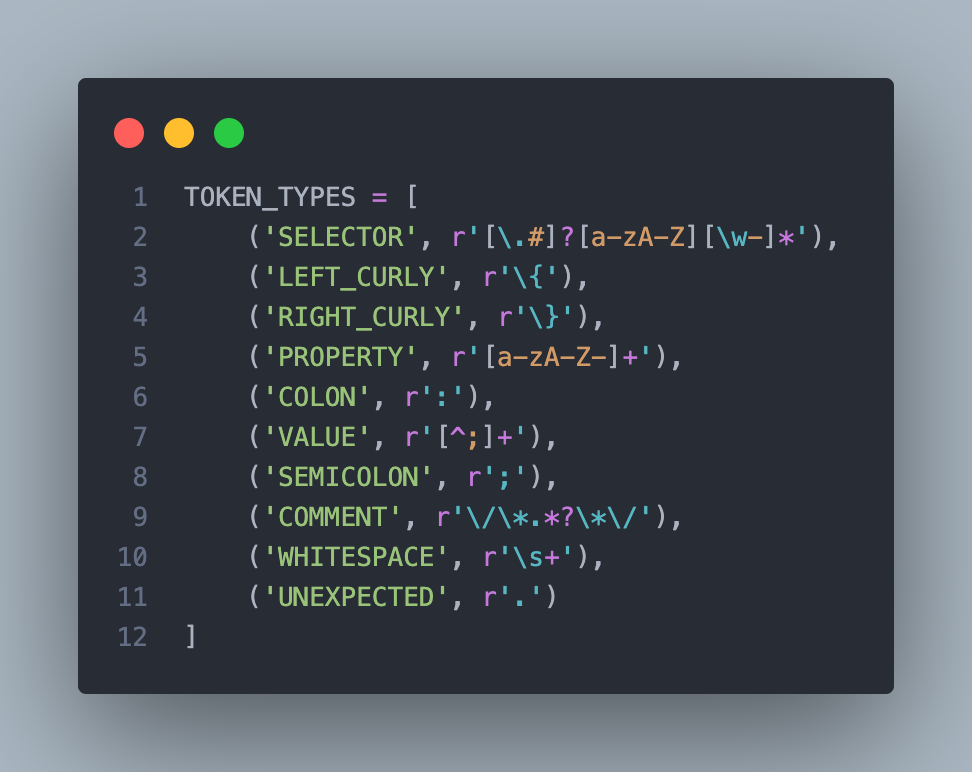 1 TOKEN_TYPES = [
2     ('SELECTOR', r'[\.#]?[a-zA-Z][\w-]*'),
3     ('LEFT_CURLY', r'\{'),
4     ('RIGHT_CURLY', r'\}'),
5     ('PROPERTY', r'[a-zA-Z-]+'),
6     ('COLON', r':'),
7     ('VALUE', r'[^;]+'),
8     ('SEMICOLON', r';'),
9     ('COMMENT', r'\/\*.*?\*\/'),
10     ('WHITESPACE', r'\s+'),
11     ('UNEXPECTED', r'.')
12 ]